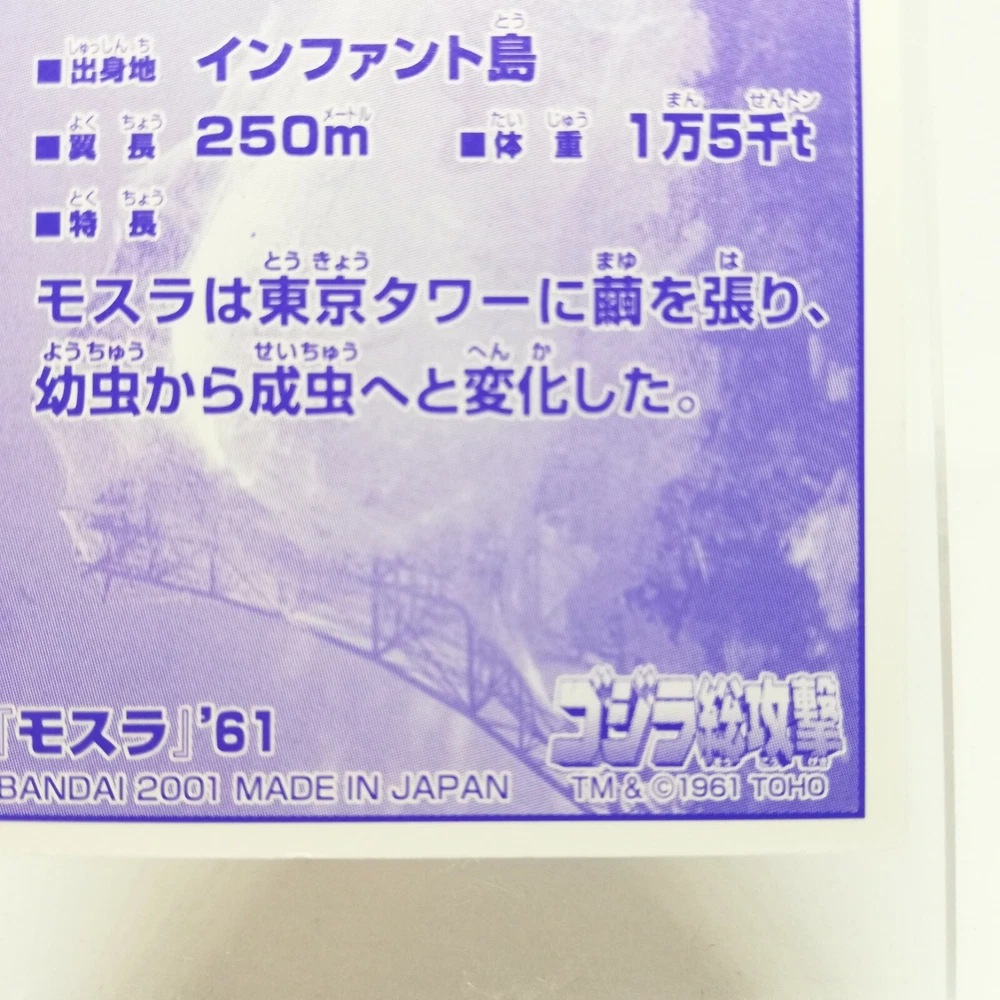 ■出身地 インファント島
■翼長 250m ■体重 1万5千t
■特長
モスラは東京タワーに繭を張り、
幼虫から成虫へと変化した。
『モスラ』'61
BANDAI 2001 MADE IN JAPAN
ゴジラ総攻撃
TM & ©1961 TOHO